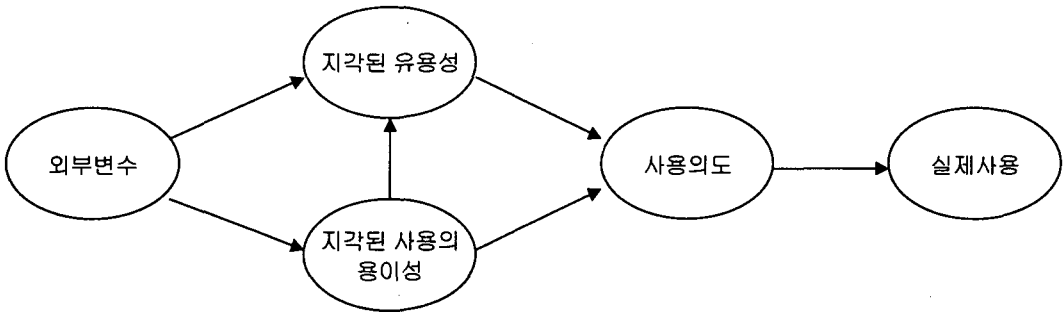 지각된 유용성
외부변수
사용의도
실제사용
지각된 사용의
용이성